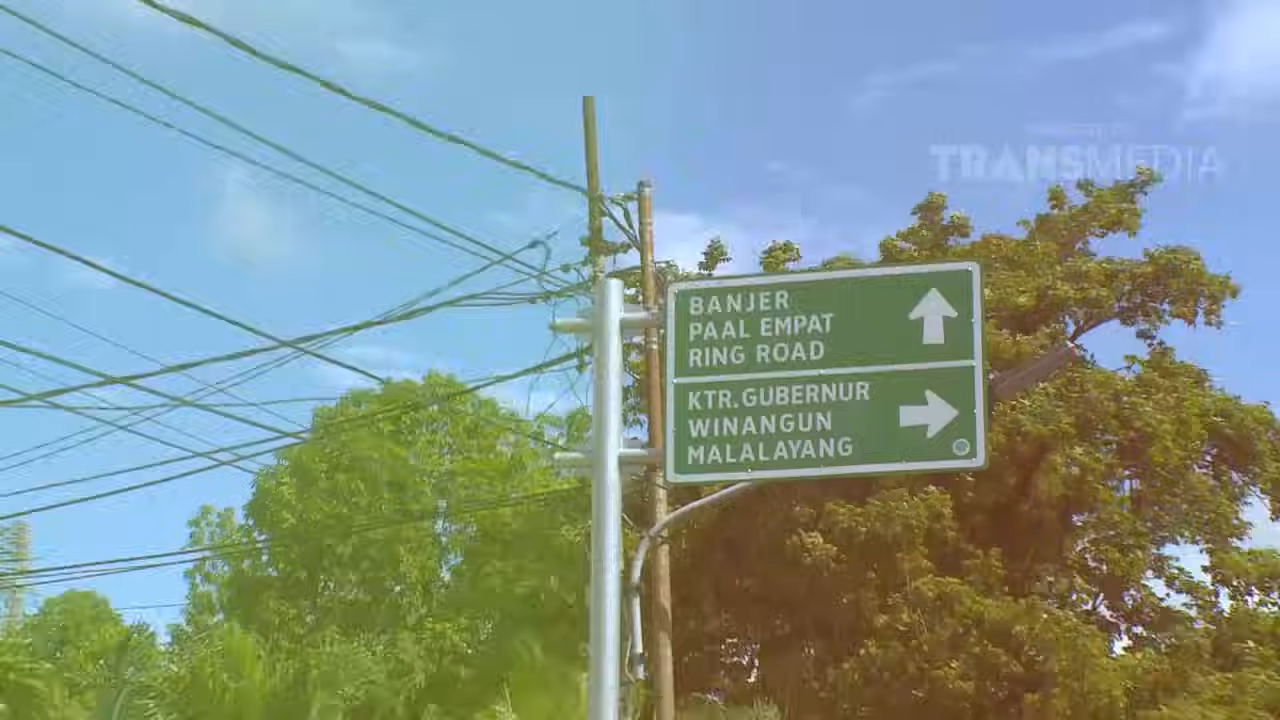 TRANSMEDIA
BANJER
PAAL EMPAT
RING ROAD
KTR.GUBERNUR
WINANGUN
MALALAYANG